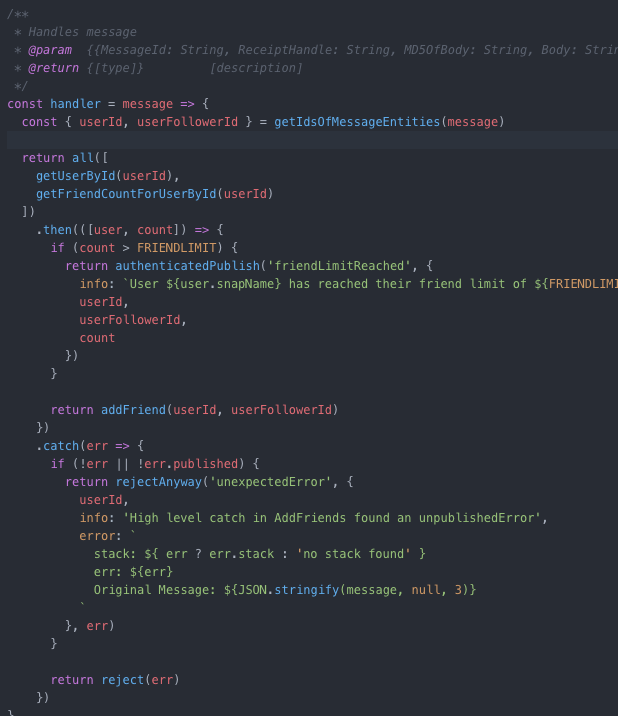 /**
 * Handles message
 * @param  {{MessageId: String, ReceiptHandle: String, MD5OfBody: String, Body: Strin
 * @return {[type]}         [description]
 */
const handler = message => {
  const { userId, userFollowerId } = getIdsOfMessageEntities(message)

  return all([
    getUserById(userId),
    getFriendCountForUserById(userId)
  ])
    .then(([user, count]) => {
      if (count > FRIENDLIMIT) {
        return authenticatedPublish('friendLimitReached', {
          info: `User ${user.snapName} has reached their friend limit of ${FRIENDLIMI
          userId,
          userFollowerId,
          count
        })
      }

      return addFriend(userId, userFollowerId)
    })
    .catch(err => {
      if (!err || !err.published) {
        return rejectAnyway('unexpectedError', {
          userId,
          info: 'High level catch in AddFriends found an unpublishedError',
          error: `
            stack: ${ err ? err.stack : 'no stack found' }
            err: ${err}
            Original Message: ${JSON.stringify(message, null, 3)}
          `
        }, err)
      }

      return reject(err)
    })
}